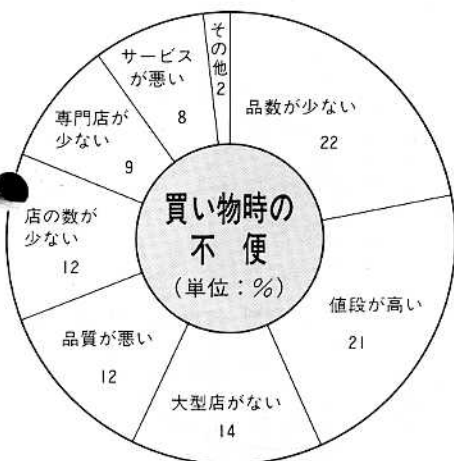 買い物時の
不便
(単位:%)
品数が少ない
22
値段が高い
21
大型店がない
14
品質が悪い
12
店の数が
少ない
12
専門店が
少ない
9
サービス
が悪い
8
その他2